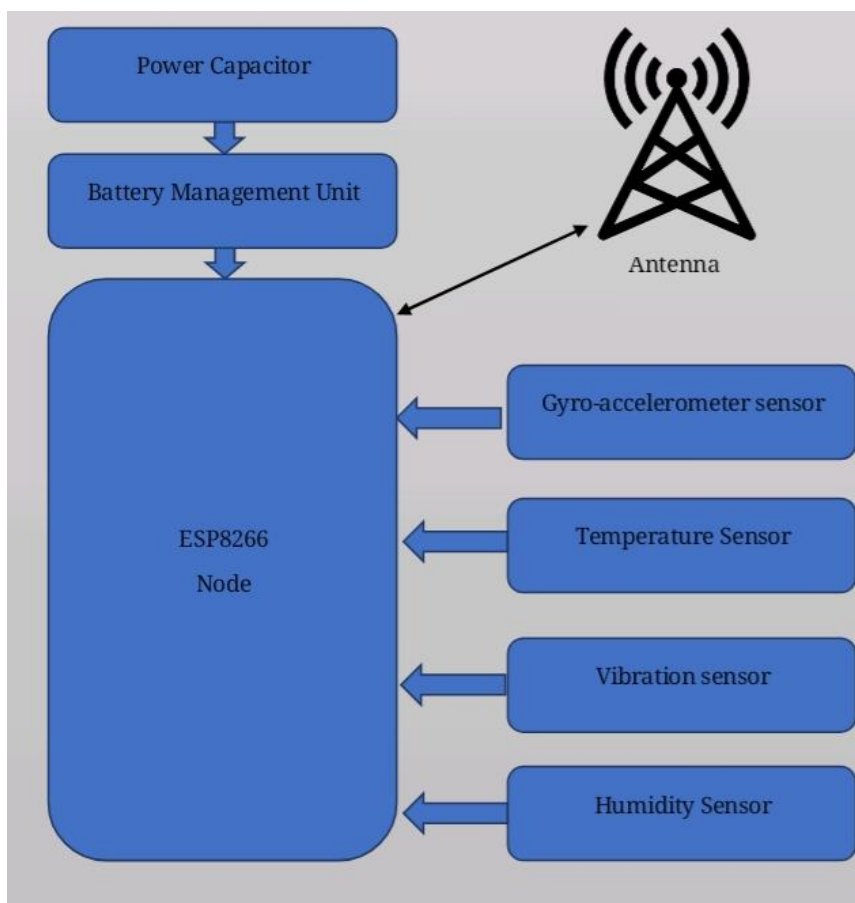 Power Capacitor
Battery Management Unit
Antenna
Gyro-accelerometer sensor
ESP8266
Node
Temperature Sensor
Vibration sensor
Humidity Sensor